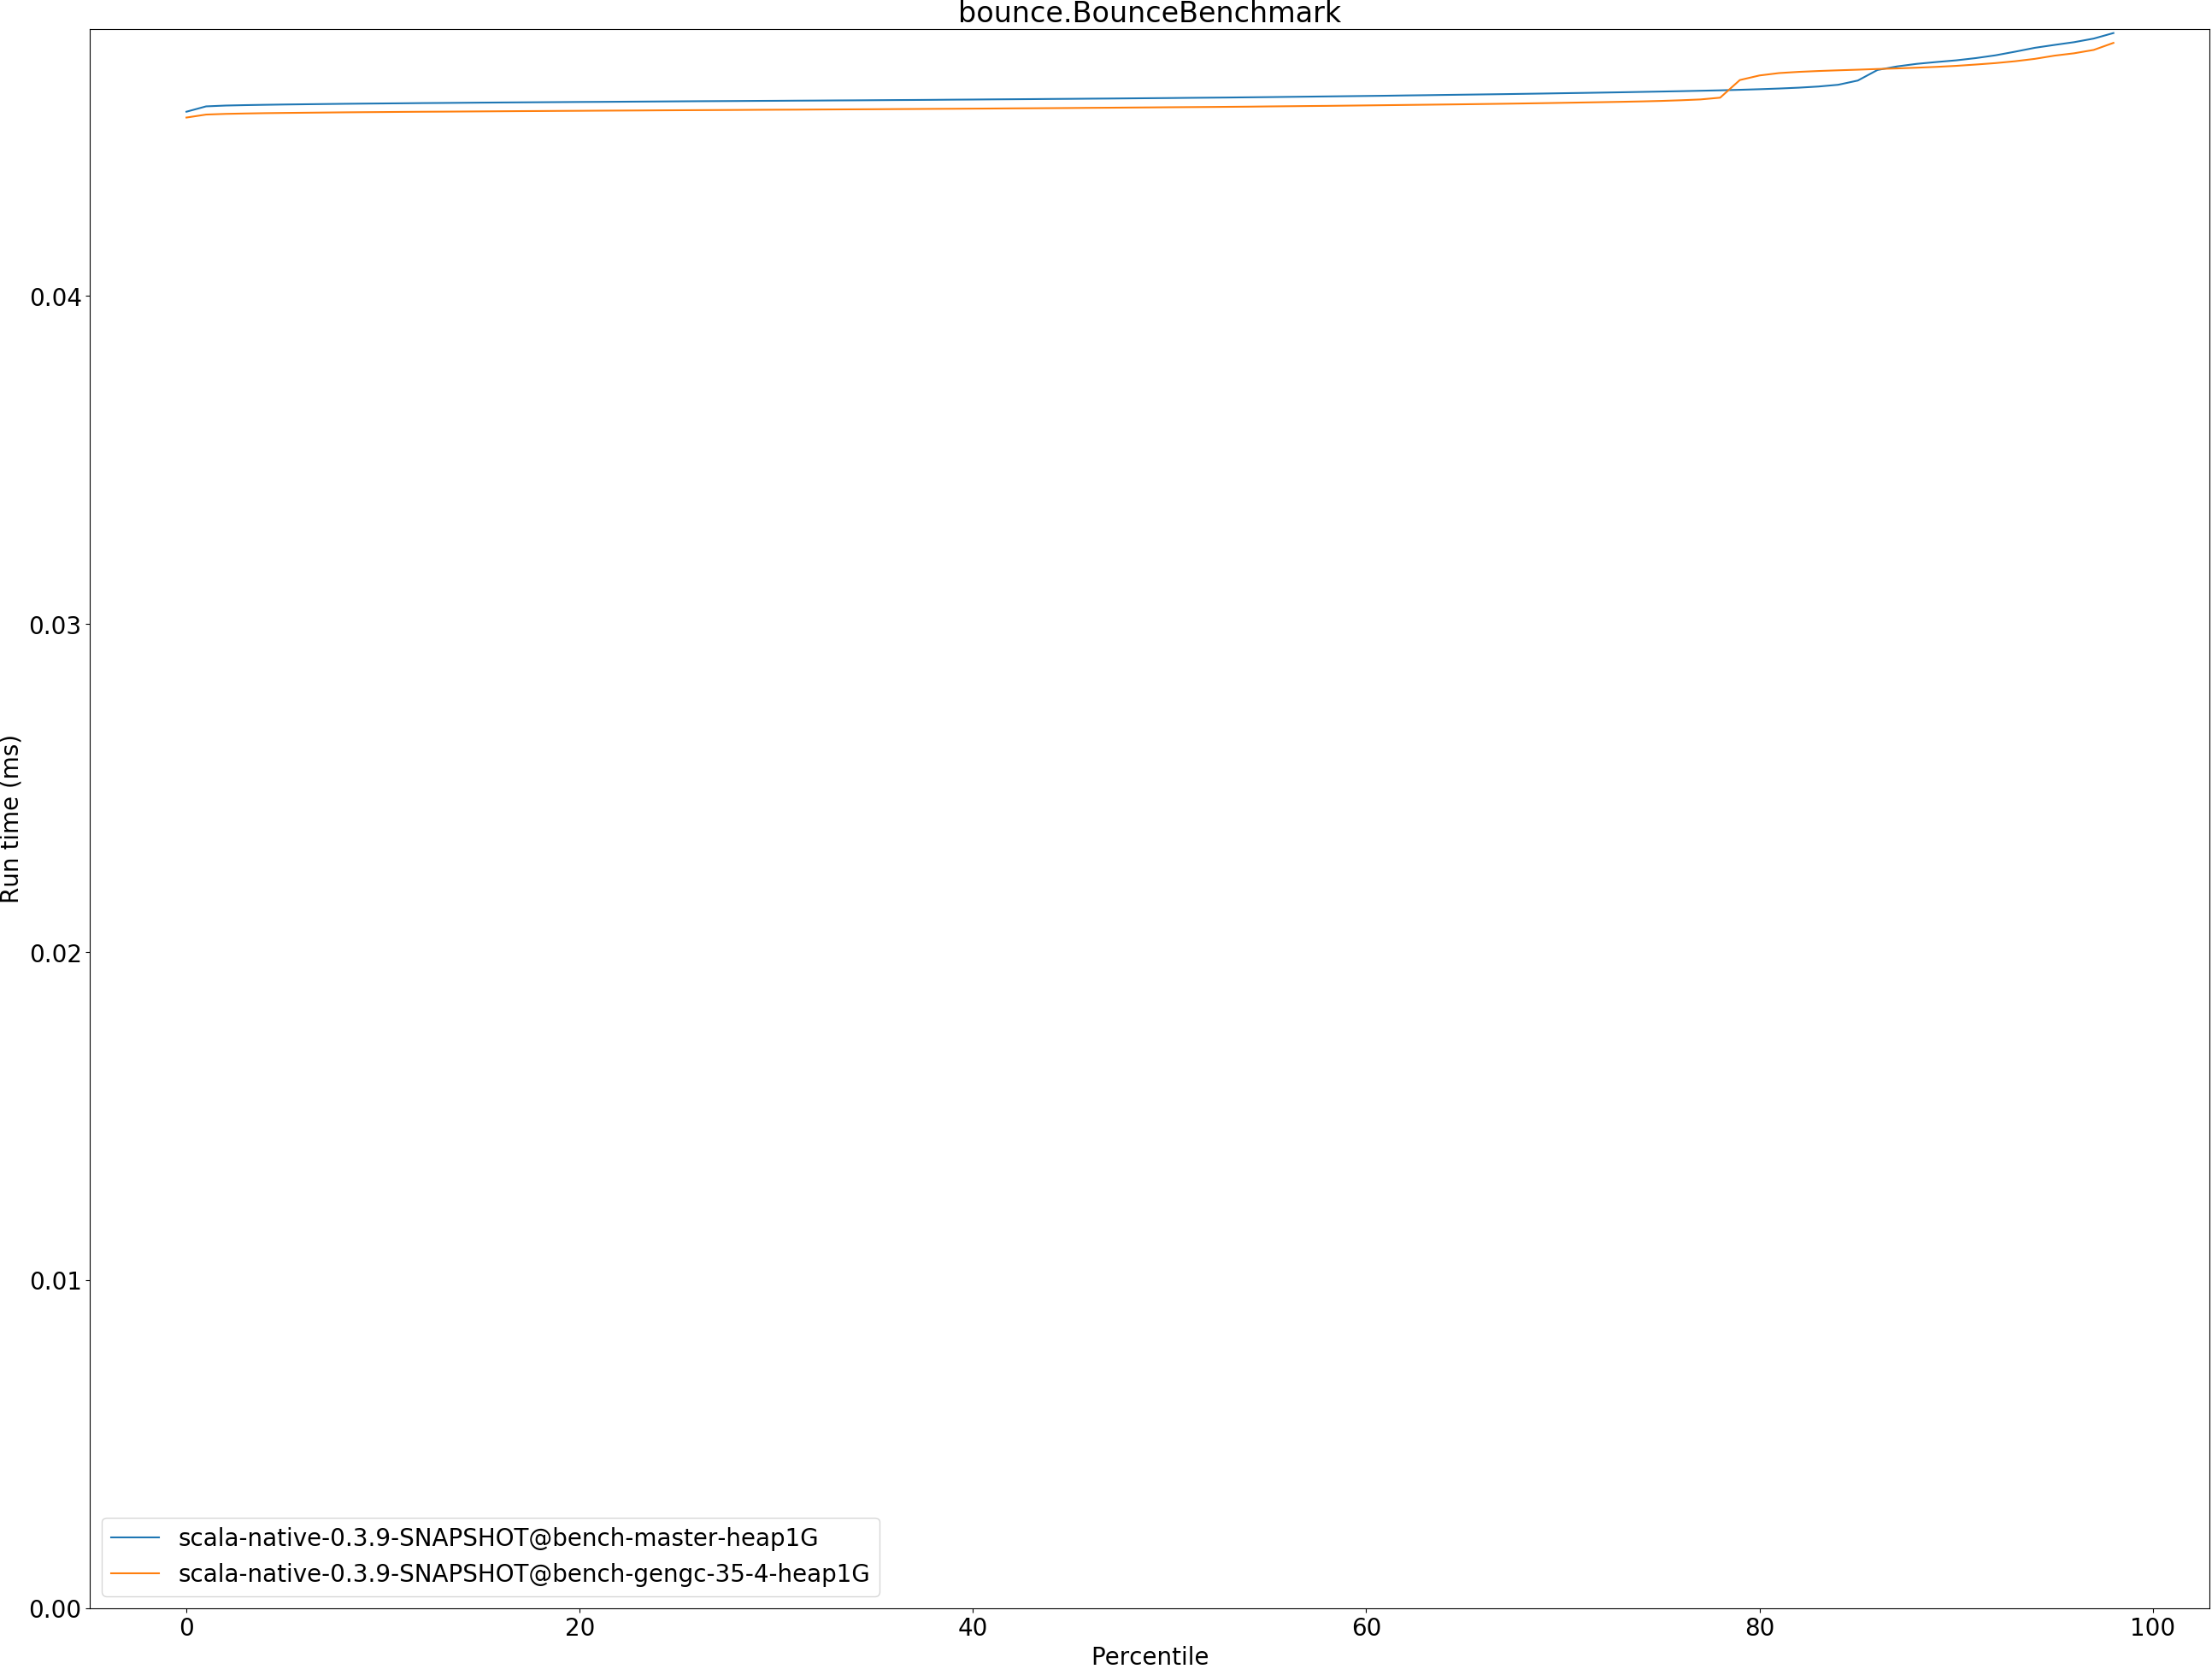 bounce.BounceBenchmark
Run time (ms)
0.04
0.03
0.02
0.01
0.00
scala-native-0.3.9-SNAPSHOT@bench-master-heap1G
scala-native-0.3.9-SNAPSHOT@bench-gengc-35-4-heap1G
0 20 40 60 80 100
Percentile